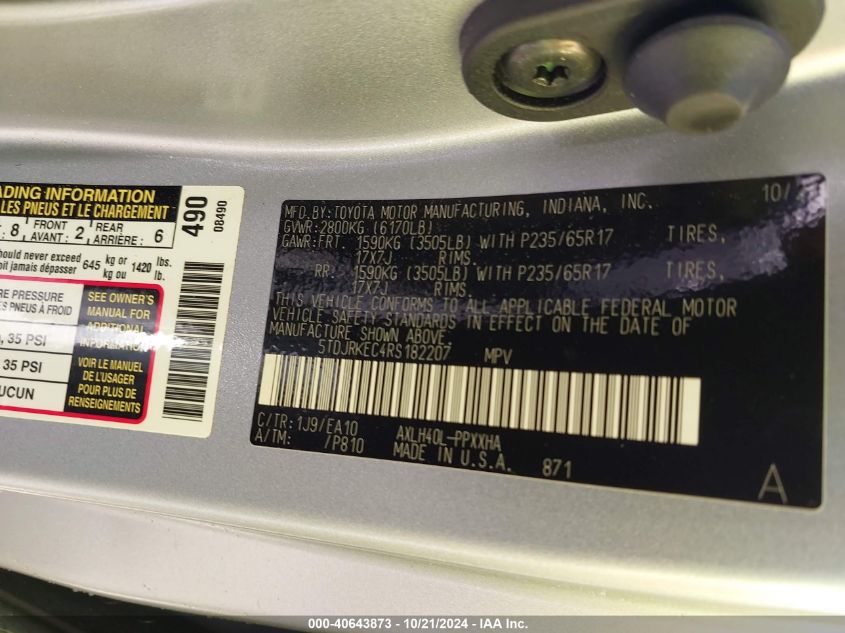 ADING INFORMATION
LES PNEUS ET LE CHARGEMENT
: 8 FRONT AVANT : 2 REAR ARRIÈRE : 6
should never exceed 645 kg or 1420 lbs.
oit jamais dépasser kg ou lb.
RE PRESSURE
ES PNEUS À FROID
, 35 PSI
35 PSI
UCUN
SEE OWNER'S
MANUAL FOR
ADDITIONAL
INFORMATION
VOIR LE MANUEL
DE L'USAGER
POUR PLUS DE
RENSEIGNEMENTS
490
08490
MFD.BY:TOYOTA MOTOR MANUFACTURING, INDIANA, INC. 10/
GVWR:2800KG (6170LB)
GAWR:FRT. 1590KG (3505LB) WITH P235/65R17 TIRES,
17X7J RIMS.
RR. 1590KG (3505LB) WITH P235/65R17 TIRES,
17X7J RIMS.
THIS VEHICLE CONFORMS TO ALL APPLICABLE FEDERAL MOTOR
VEHICLE SAFETY STANDARDS IN EFFECT ON THE DATE OF
MANUFACTURE SHOWN ABOVE.
5TDJRKEC4RS182207 MPV
C/TR:1J9/EA10 AXLH40L-PPXXHA
A/TM: /P810 MADE IN U.S.A. 871
A
000-40643873 - 10/21/2024 - IAA Inc.